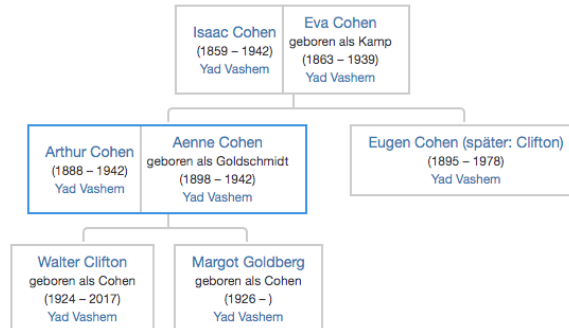 Isaac Cohen
(1859 – 1942)
Yad Vashem
Eva Cohen
geboren als Kamp
(1863 – 1939)
Yad Vashem
Arthur Cohen
(1888 – 1942)
Yad Vashem
Aenne Cohen
geboren als Goldschmidt
(1898 – 1942)
Yad Vashem
Eugen Cohen (später: Clifton)
(1895 – 1978)
Yad Vashem
Walter Clifton
geboren als Cohen
(1924 – 2017)
Yad Vashem
Margot Goldberg
geboren als Cohen
(1926 – )
Yad Vashem